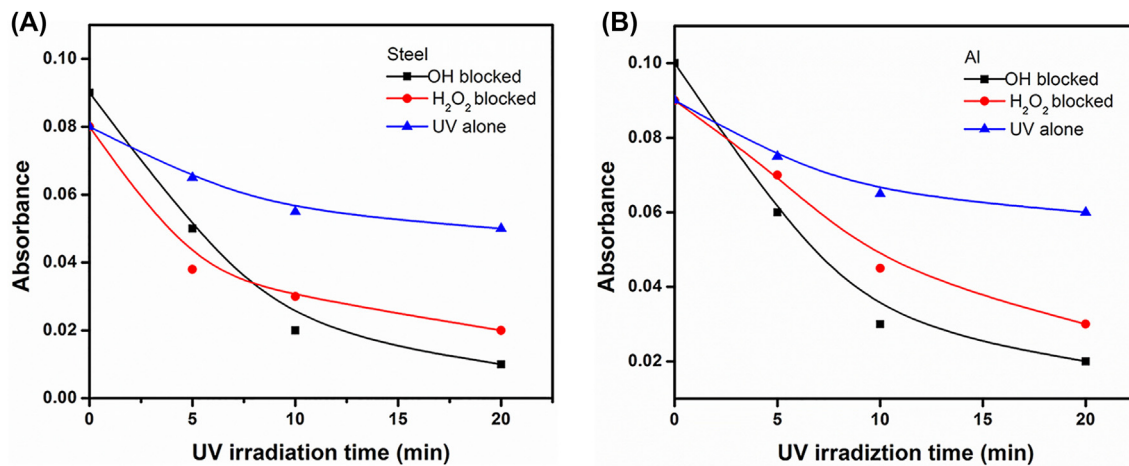 (A)
Steel
OH blocked
H₂O₂ blocked
UV alone
Absorbance
0.10
0.08
0.06
0.04
0.02
0.00
0 5 10 15 20
UV irradiation time (min)
(B)
Al
OH blocked
H₂O₂ blocked
UV alone
Absorbance
0.10
0.08
0.06
0.04
0.02
0 5 10 15 20
UV irradiztion time (min)